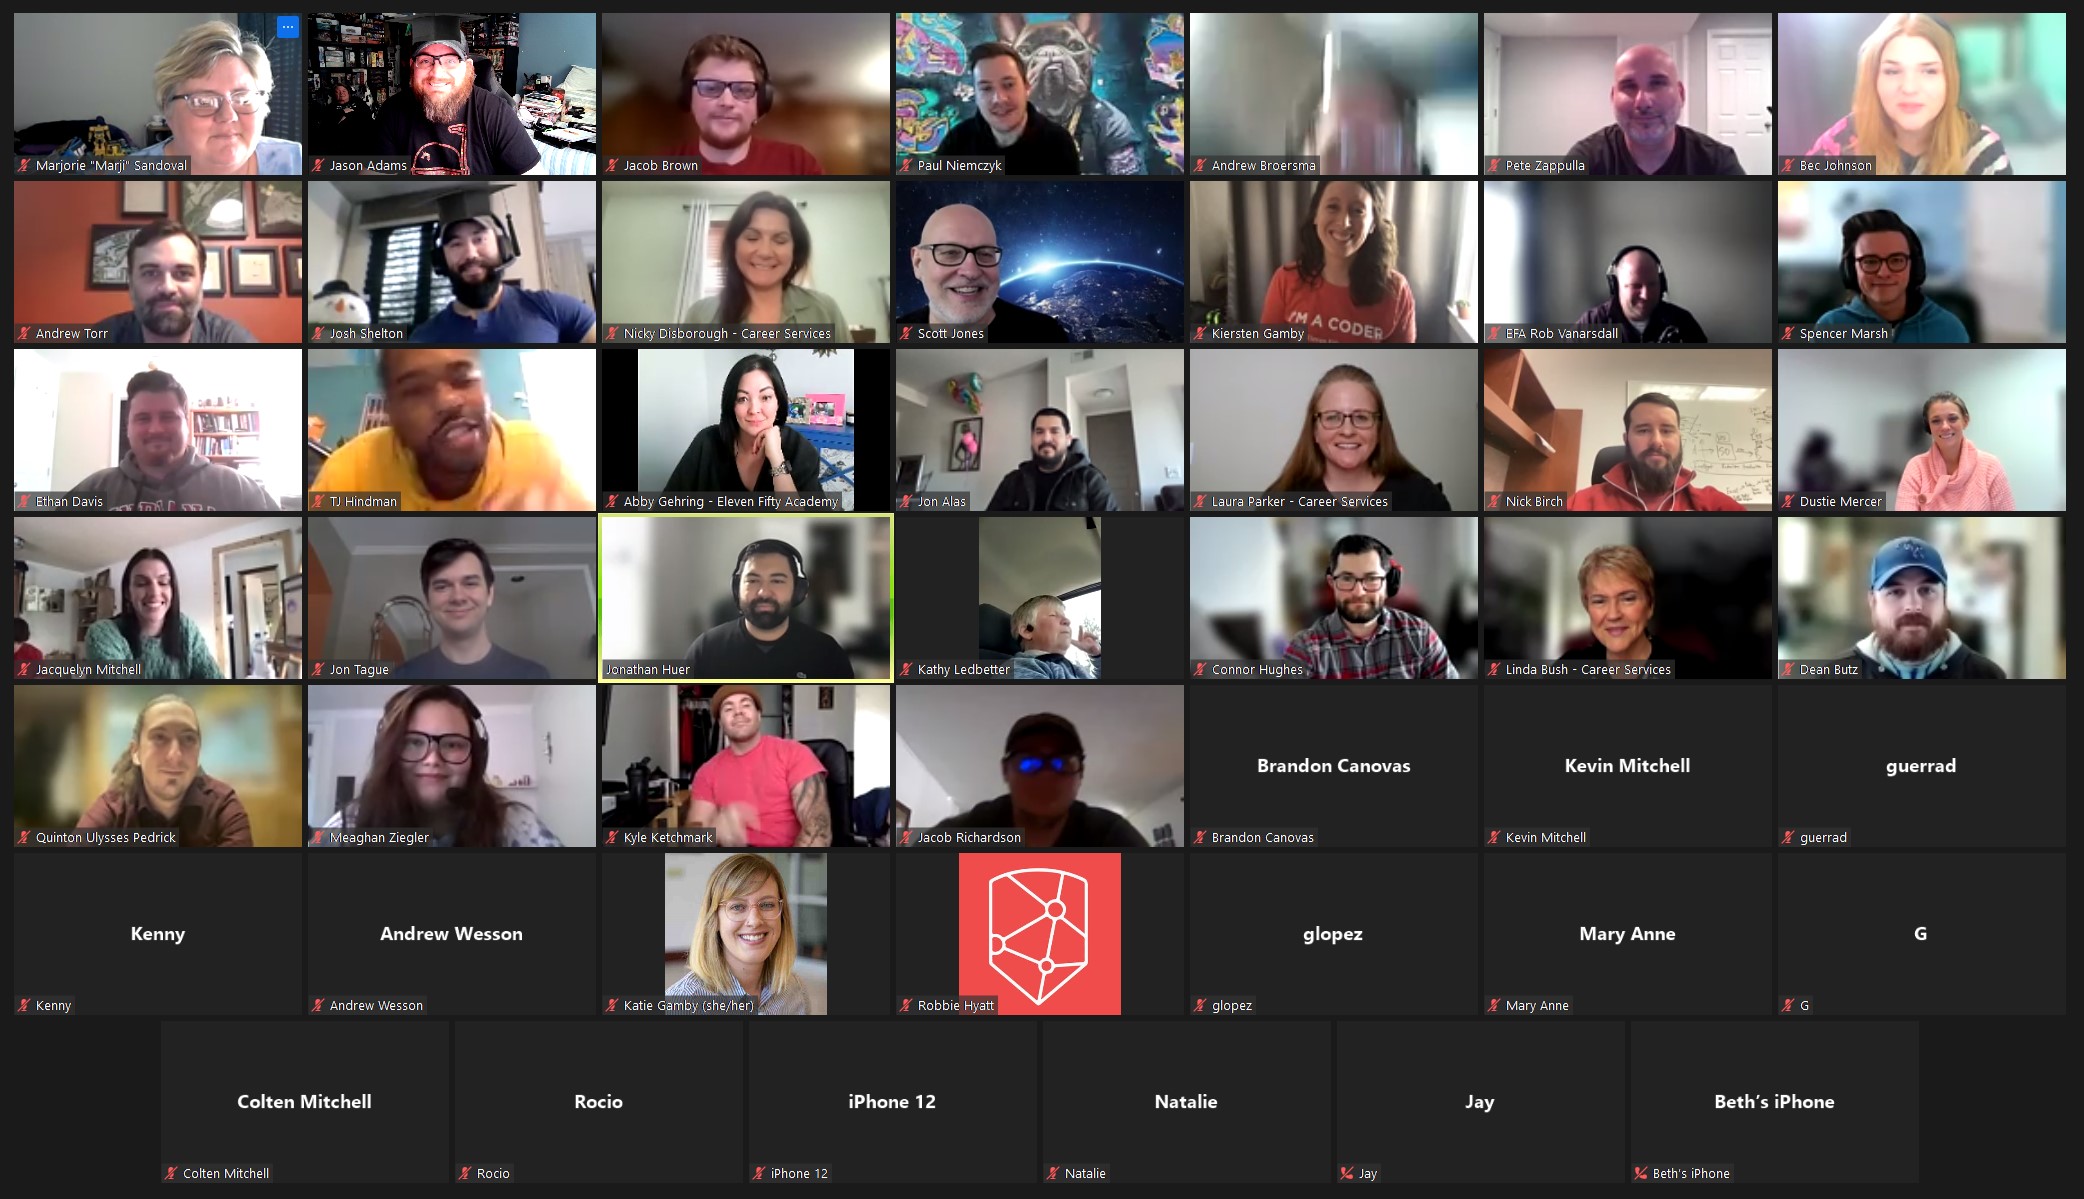 Marjorie "Marji" Sandoval
Jason Adams
Jacob Brown
Paul Niemczyk
Andrew Broersma
Pete Zappulla
Bec Johnson
Andrew Torr
Josh Shelton
Nicky Disborough - Career Services
Scott Jones
I'M A CODER
Kiersten Gamby
EFA Rob Vanarsdall
Spencer Marsh
Ethan Davis
TJ Hindman
Abby Gehring - Eleven Fifty Academy
Jon Alas
Laura Parker - Career Services
Nick Birch
Dustie Mercer
Jacquelyn Mitchell
Jon Tague
Jonathan Huer
Kathy Ledbetter
Connor Hughes
Linda Bush - Career Services
Dean Butz
Quinton Ulysses Pedrick
Meaghan Ziegler
Kyle Ketchmark
Jacob Richardson
Brandon Canovas
Brandon Canovas
Kevin Mitchell
Kevin Mitchell
guerrad
guerrad
Kenny
Kenny
Andrew Wesson
Andrew Wesson
Katie Gamby (she/her)
Robbie Hyatt
glopez
glopez
Mary Anne
Mary Anne
G
G
Colten Mitchell
Colten Mitchell
Rocio
Rocio
iPhone 12
iPhone 12
Natalie
Natalie
Jay
Jay
Beth's iPhone
Beth's iPhone